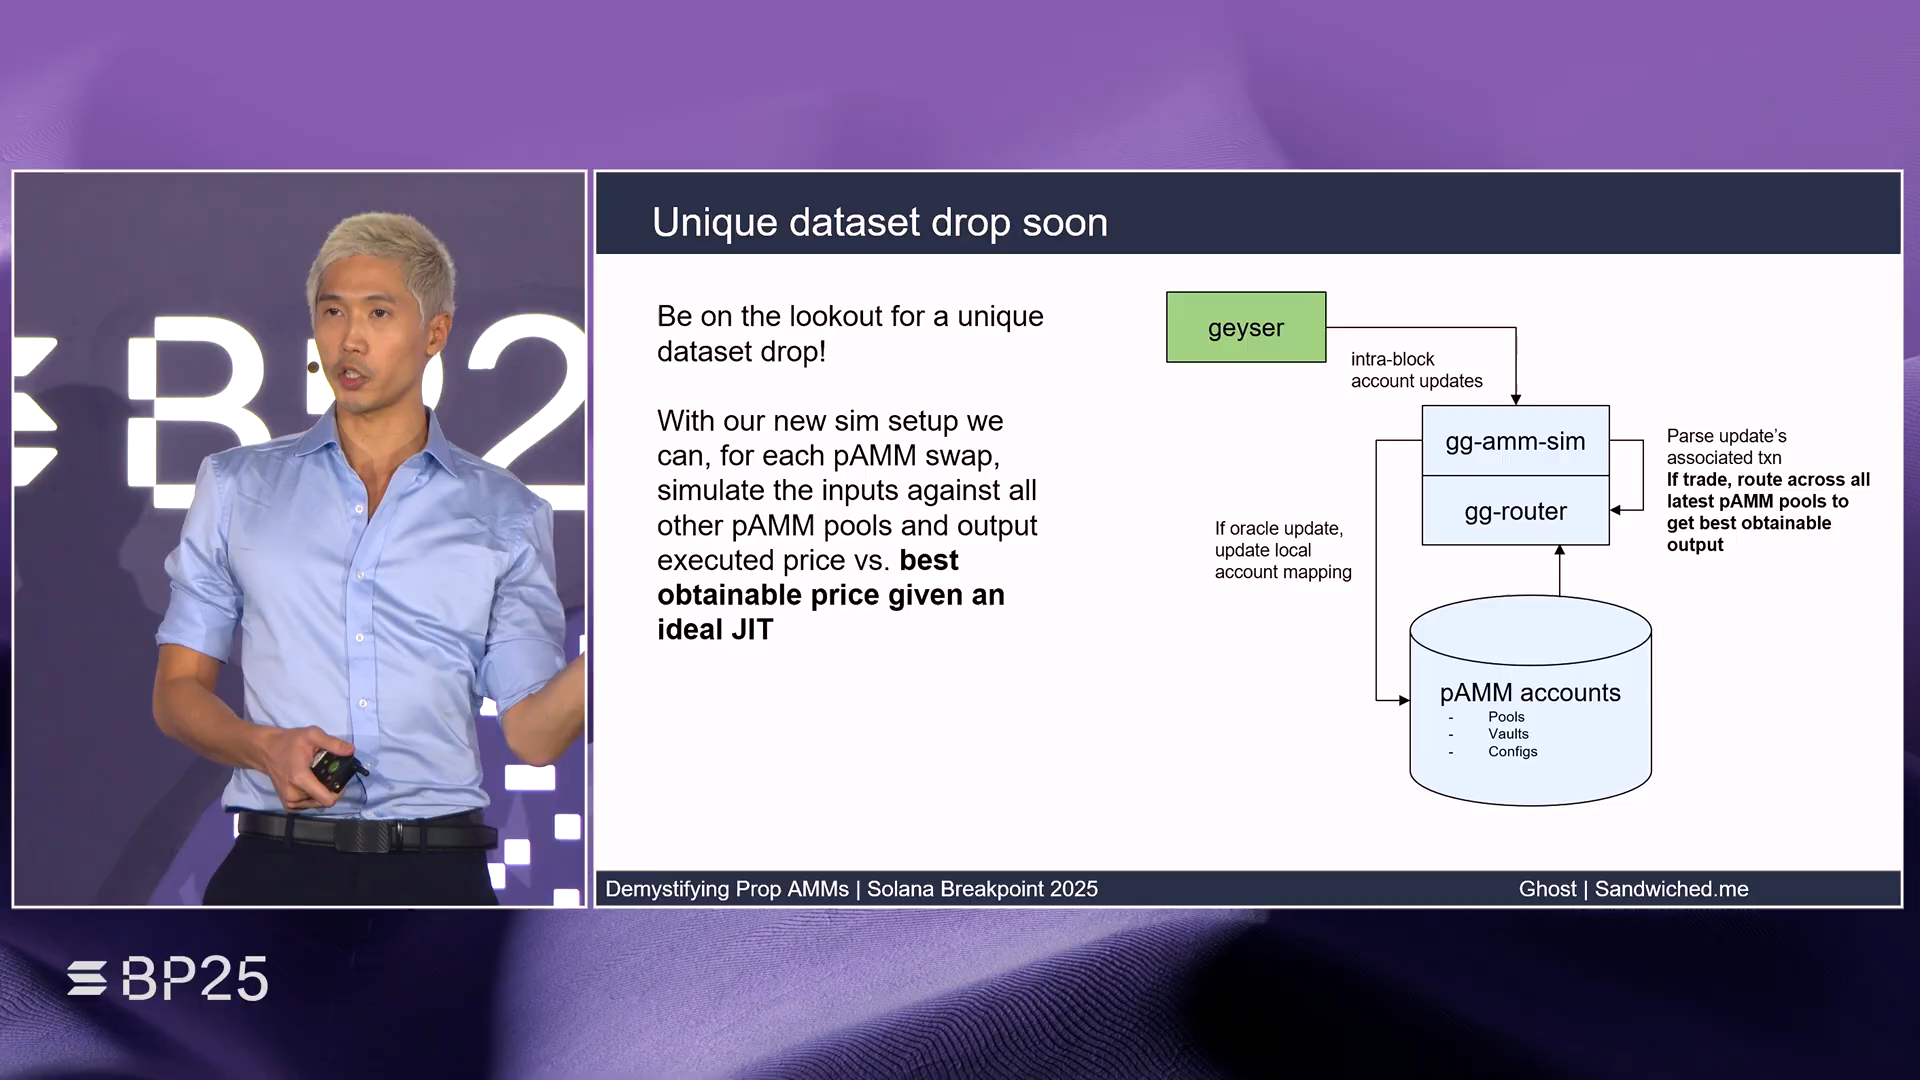 Unique dataset drop soon
Be on the lookout for a unique
dataset drop!
With our new sim setup we
can, for each pAMM swap,
simulate the inputs against all
other pAMM pools and output
executed price vs. best
obtainable price given an
ideal JIT
geyser
intra-block
account updates
gg-amm-sim
gg-router
Parse update's
associated txn
If trade, route across all
latest pAMM pools to
get best obtainable
output
If oracle update,
update local
account mapping
pAMM accounts
- Pools
- Vaults
- Configs
Demystifying Prop AMMs | Solana Breakpoint 2025
Ghost | Sandwiched.me
BP2
BP25